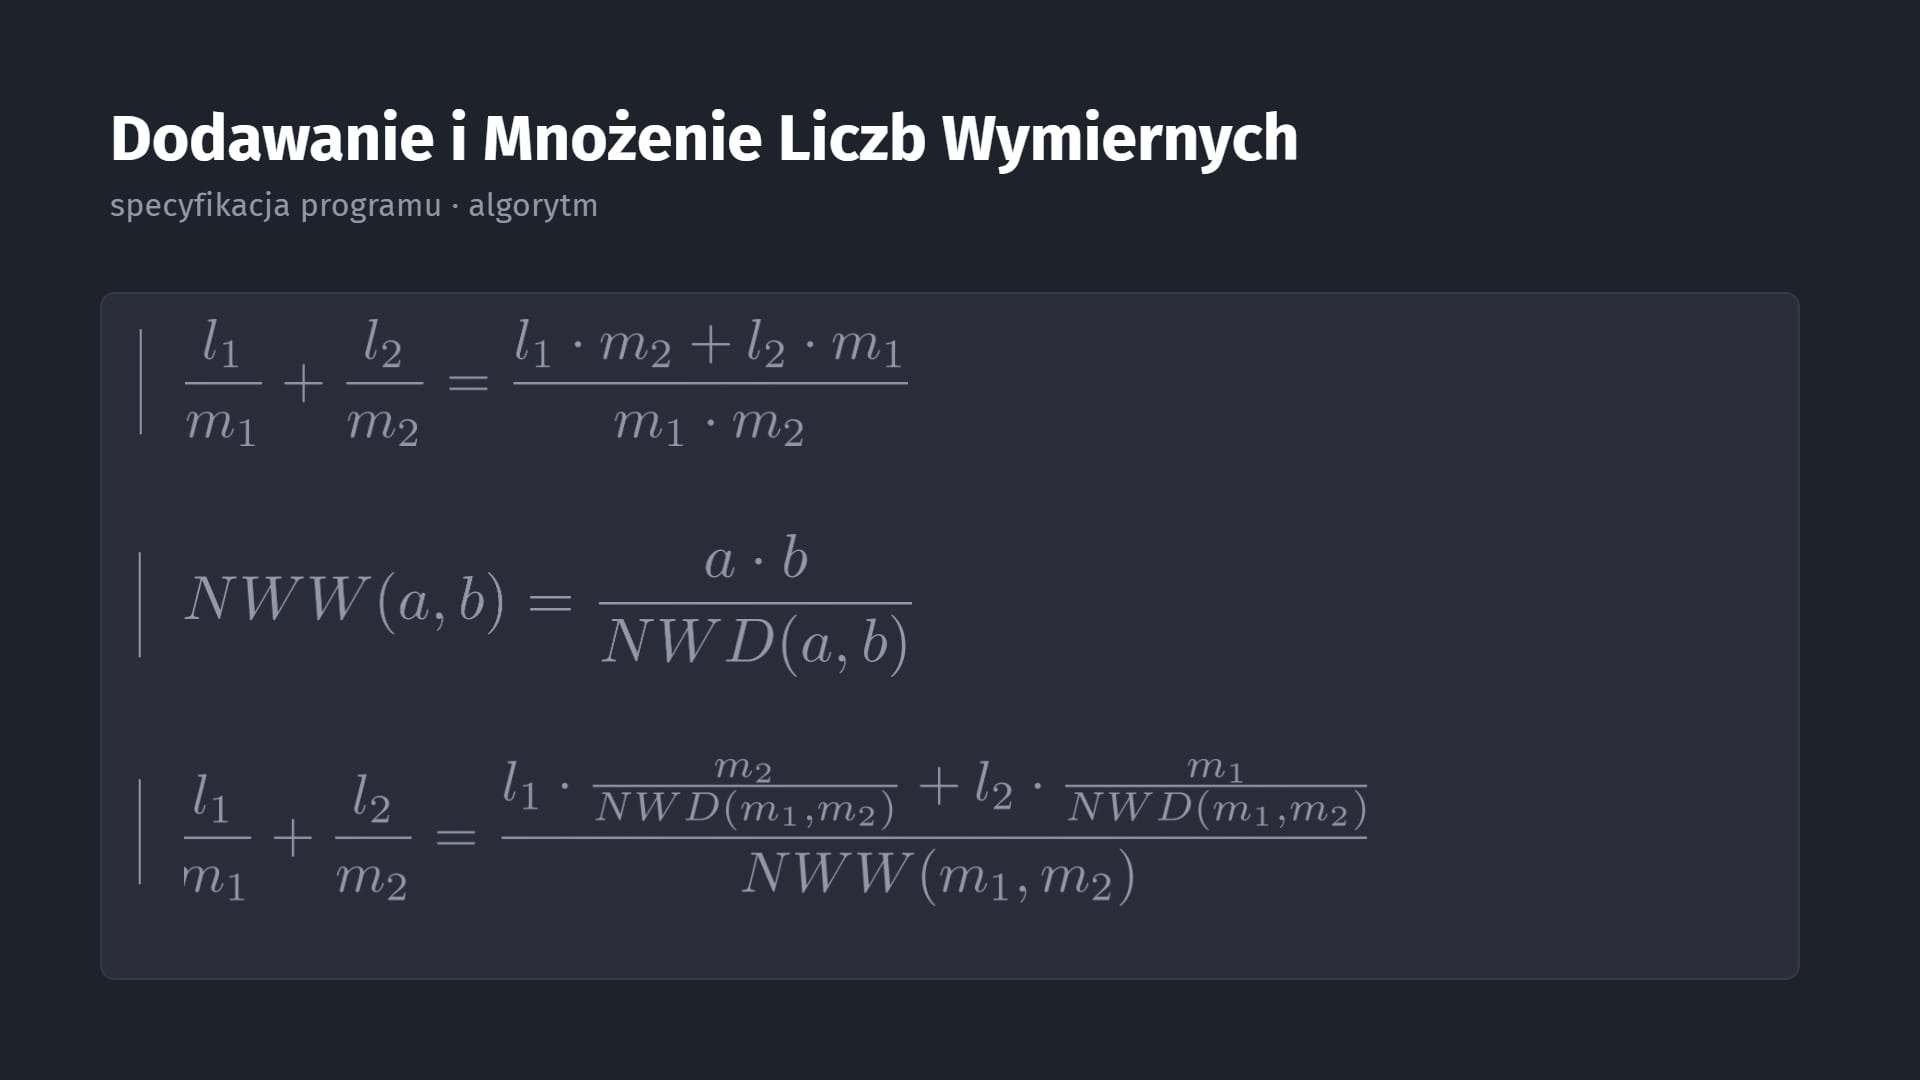 Dodawanie i Mnożenie Liczb Wymiernych
specyfikacja programu · algorytm
\frac{l_1}{m_1} + \frac{l_2}{m_2} = \frac{l_1 \cdot m_2 + l_2 \cdot m_1}{m_1 \cdot m_2}
NWW(a, b) = \frac{a \cdot b}{NWD(a, b)}
\frac{l_1}{m_1} + \frac{l_2}{m_2} = \frac{l_1 \cdot \frac{m_2}{NWD(m_1,m_2)} + l_2 \cdot \frac{m_1}{NWD(m_1,m_2)}}{NWW(m_1, m_2)}